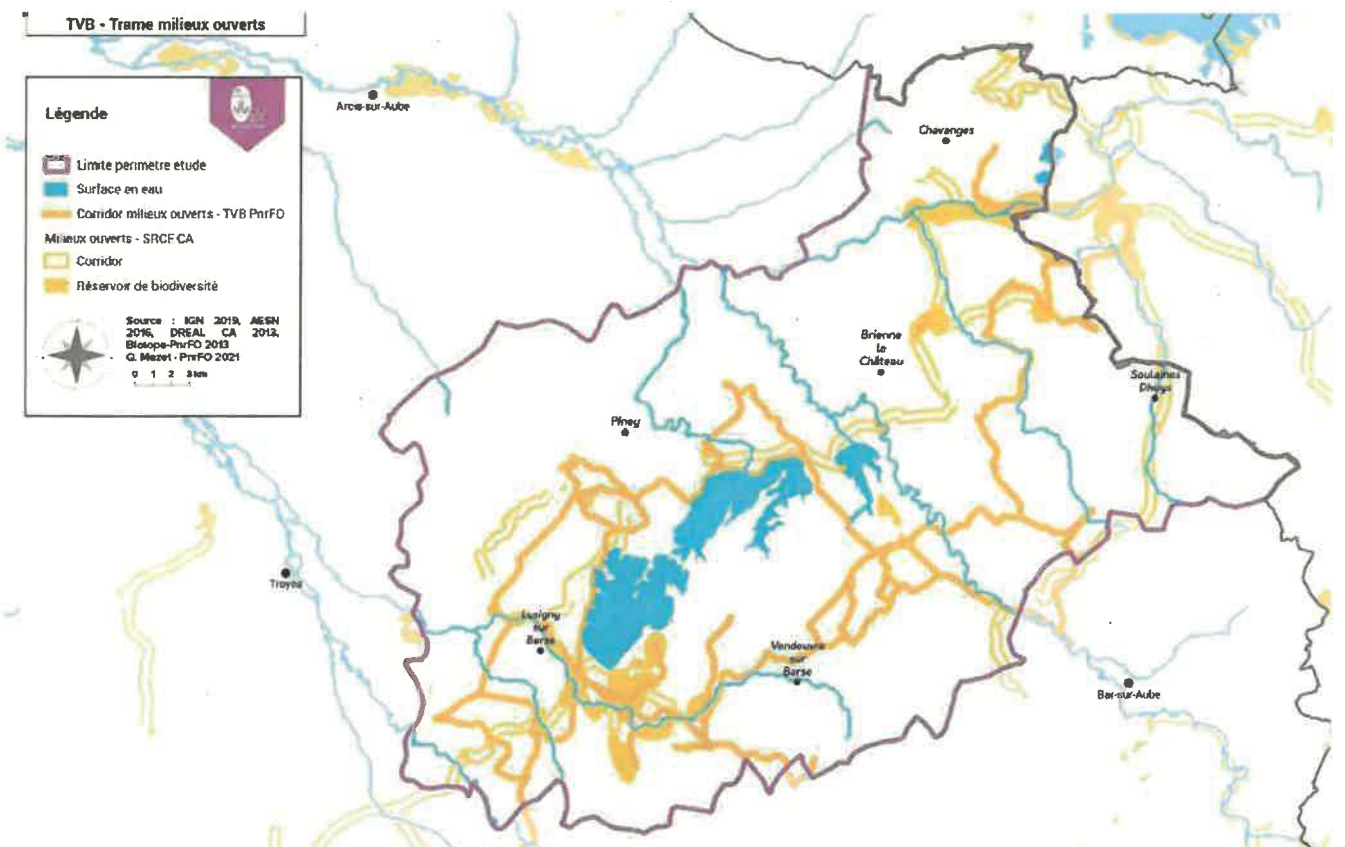 TVB - Trame milieux ouverts
Légende
Limite perimetre etude
Surface en eau
Corridor milieux ouverts - TVB PnrFO
Milieux ouverts - SRCE CA
Corridor
Réservoir de biodiversité
Source : IGN 2019, AESN
2016, DREAL CA 2013,
Biotope-PnrFO 2013
Q. Mezet - PnrFO 2021
0 1 2 3 km
Arcis-sur-Aube
Chavanges
Brienne
le
Château
Soulaines
Dhuys
Piney
Troyes
Lusigny
sur
Barse
Vendeuvre
sur
Barse
Bar-sur-Aube